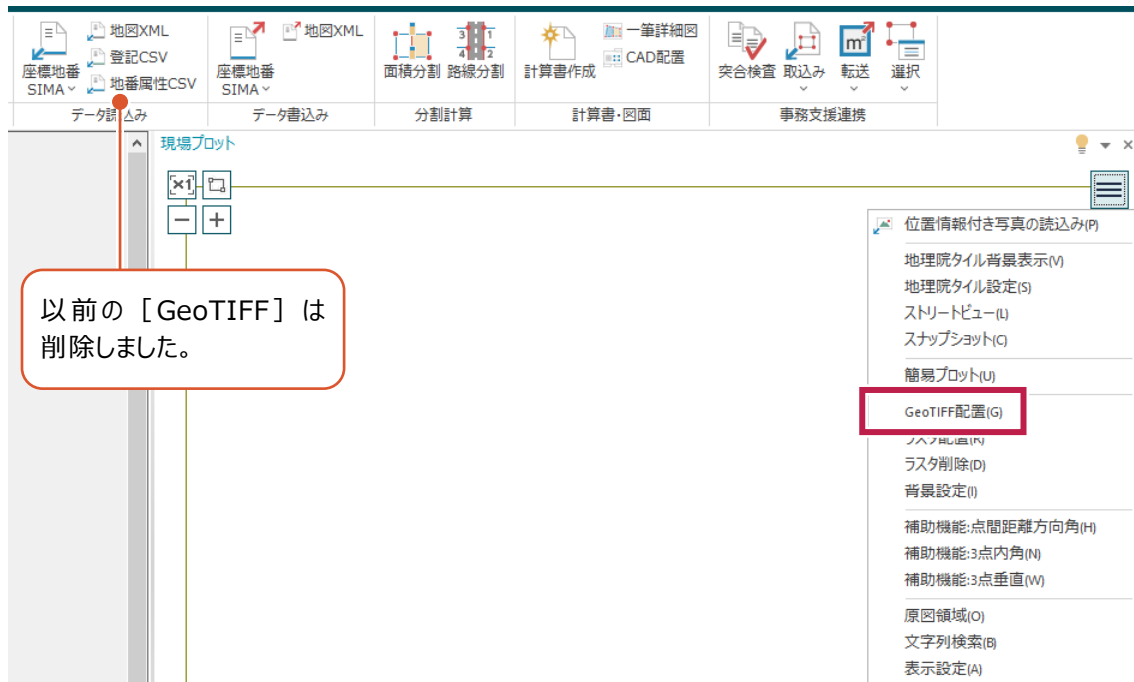 地図XML
登記CSV
地番属性CSV
座標地番
SIMA
地図XML
座標地番
SIMA
面積分割
路線分割
計算書作成
一筆詳細図
CAD配置
突合検査
取込み
転送
選択
データ読込み
データ書込み
分割計算
計算書・図面
事務支援連携
現場プロット
以前の［GeoTIFF］は
削除しました。
位置情報付き写真の読込み(P)
地理院タイル背景表示(V)
地理院タイル設定(S)
ストリートビュー(L)
スナップショット(C)
簡易プロット(U)
GeoTIFF配置(G)
ラスタ配置(R)
ラスタ削除(D)
背景設定(I)
補助機能:点間距離方向角(H)
補助機能:3点内角(N)
補助機能:3点垂直(W)
原図領域(O)
文字列検索(B)
表示設定(A)